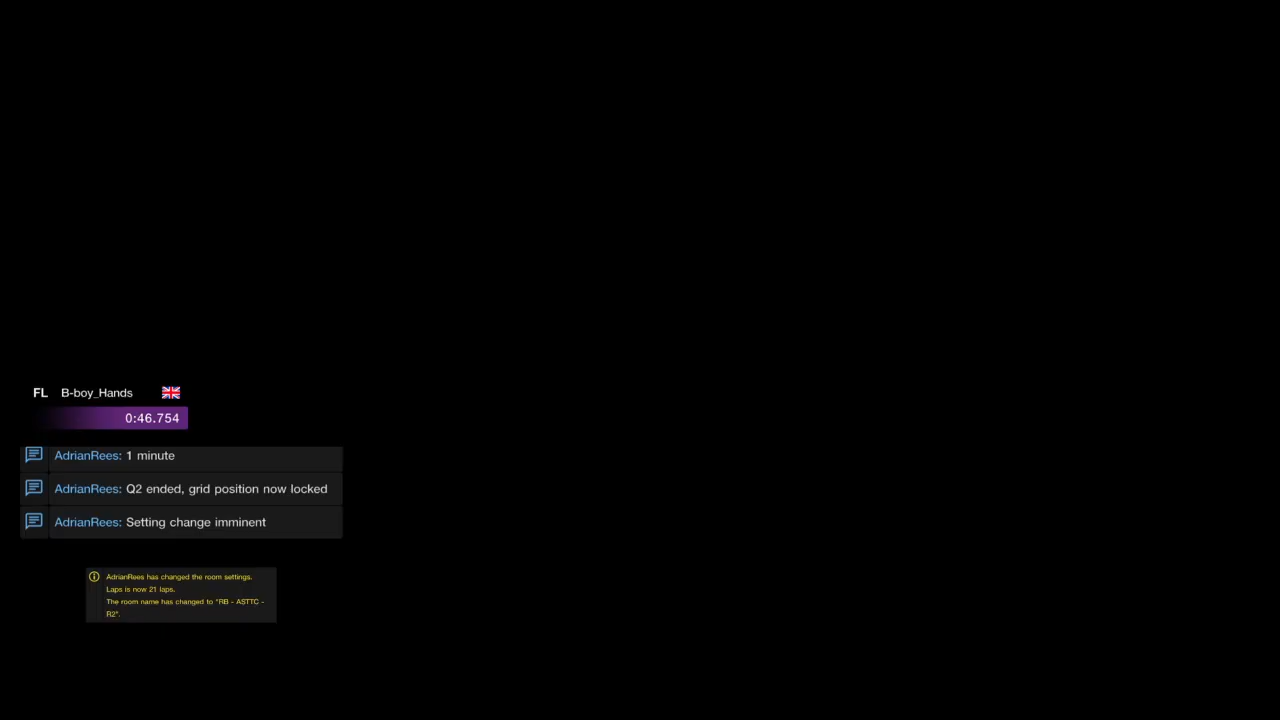 FL B-boy_Hands
0:46.754
AdrianRees: 1 minute
AdrianRees: Q2 ended, grid position now locked
AdrianRees: Setting change imminent
AdrianRees has changed the room settings.
Laps is now 21 laps.
The room name has changed to "RB - ASTTC -
R2".